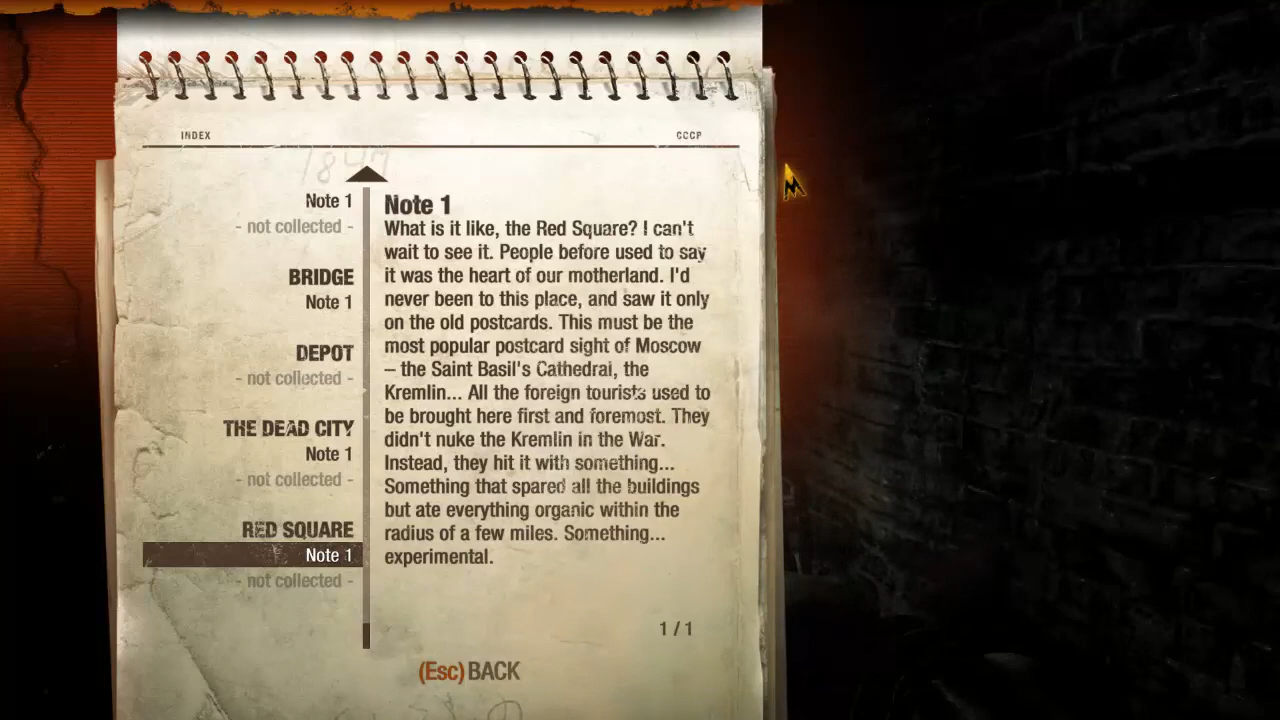 INDEX
CCCP
Note 1
- not collected -
BRIDGE
Note 1
DEPOT
- not collected -
THE DEAD CITY
Note 1
- not collected -
RED SQUARE
Note 1
- not collected -
Note 1
What is it like, the Red Square? I can't
wait to see it. People before used to say
it was the heart of our motherland. I'd
never been to this place, and saw it only
on the old postcards. This must be the
most popular postcard sight of Moscow
– the Saint Basil's Cathedral, the
Kremlin... All the foreign tourists used to
be brought here first and foremost. They
didn't nuke the Kremlin in the War.
Instead, they hit it with something...
Something that spared all the buildings
but ate everything organic within the
radius of a few miles. Something...
experimental.
1 / 1
(Esc) BACK